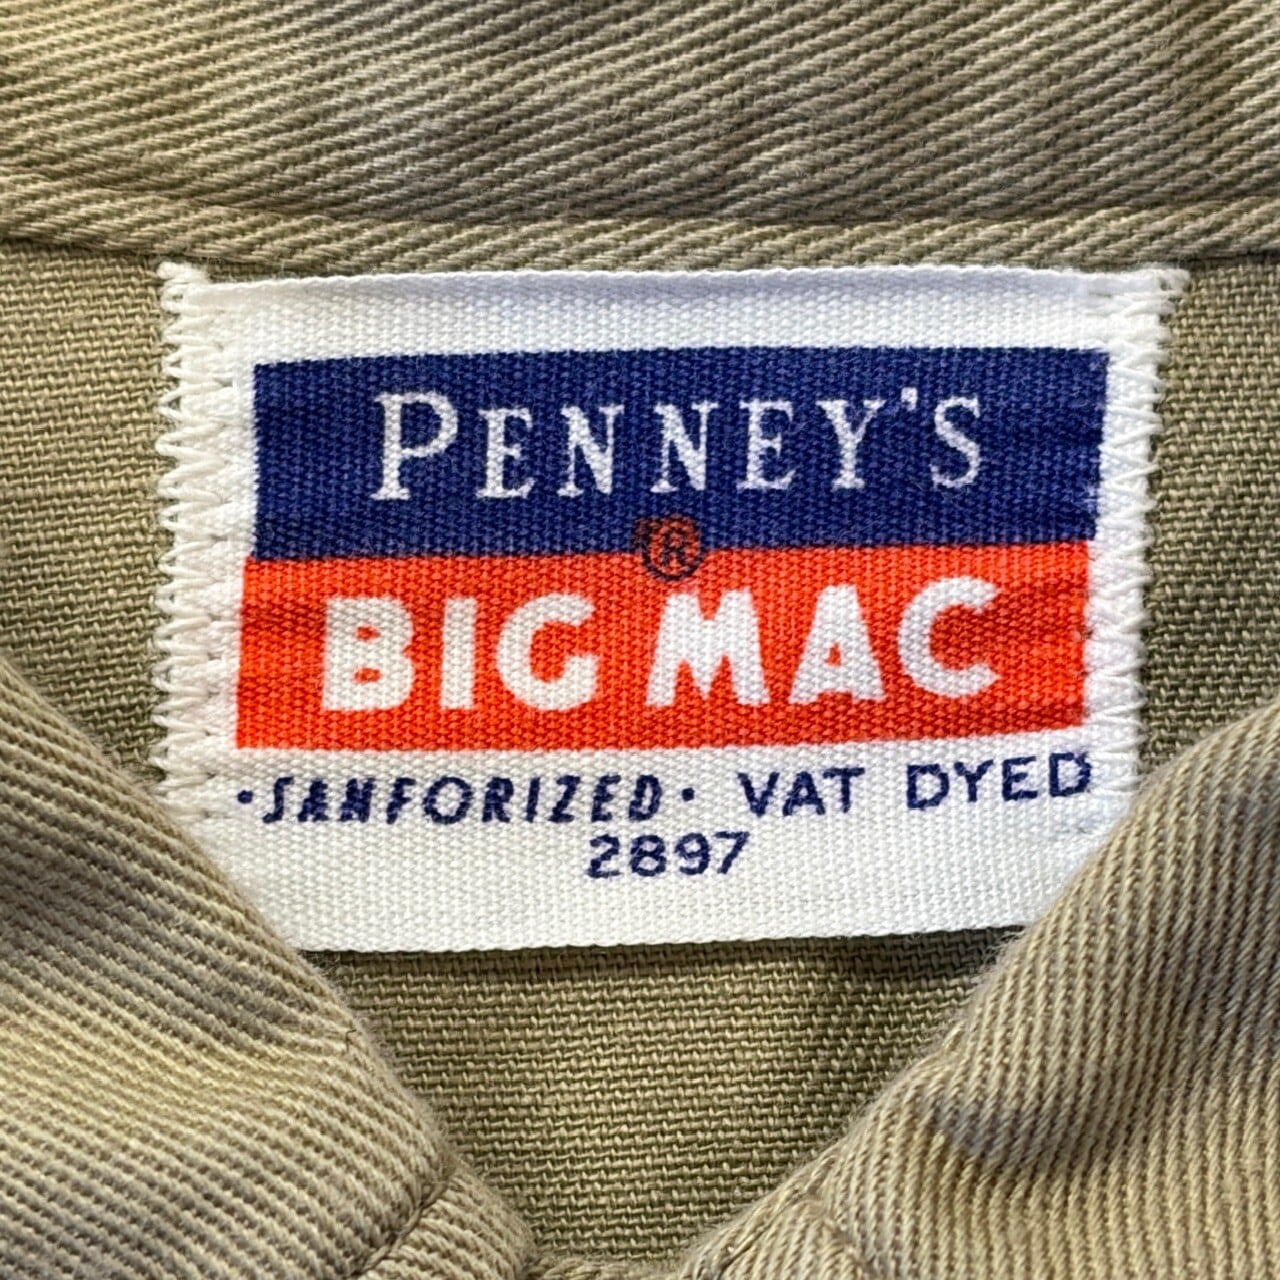 PENNEY'S
®
BIG MAC
·SANFORIZED· VAT DYED
2897